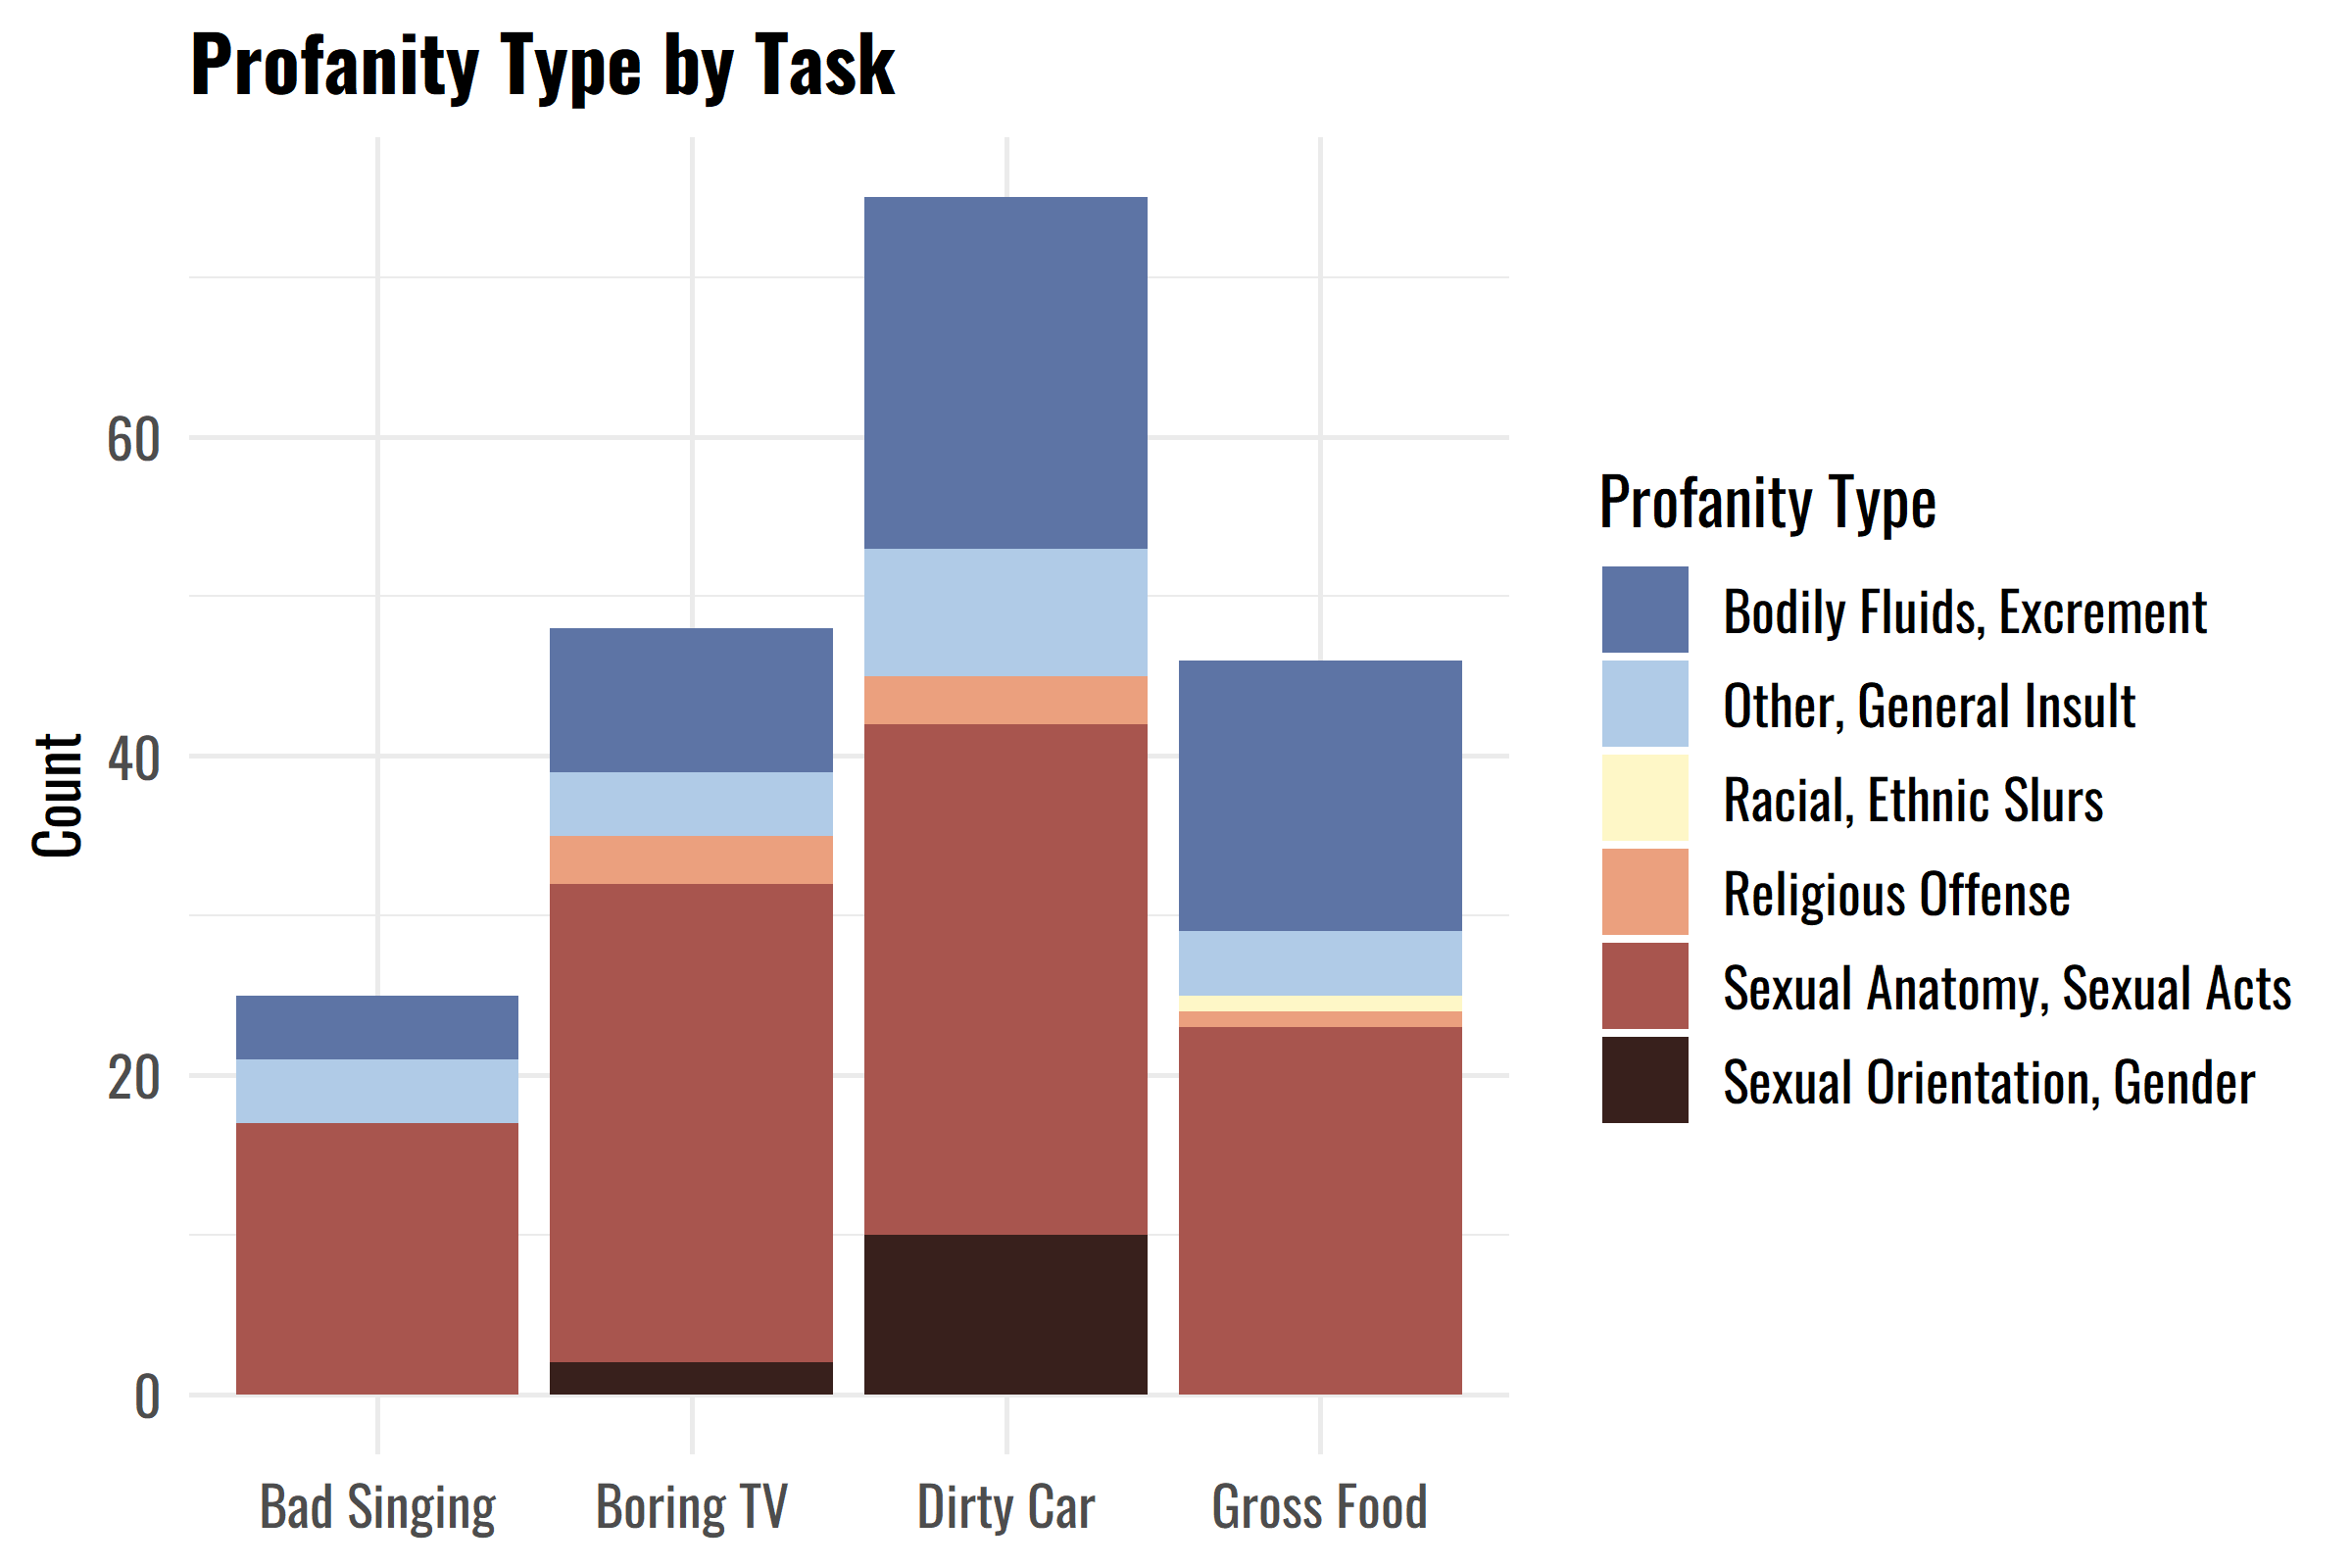 Profanity Type by Task
Count
60
40
20
0
Bad Singing
Boring TV
Dirty Car
Gross Food
Profanity Type
Bodily Fluids, Excrement
Other, General Insult
Racial, Ethnic Slurs
Religious Offense
Sexual Anatomy, Sexual Acts
Sexual Orientation, Gender